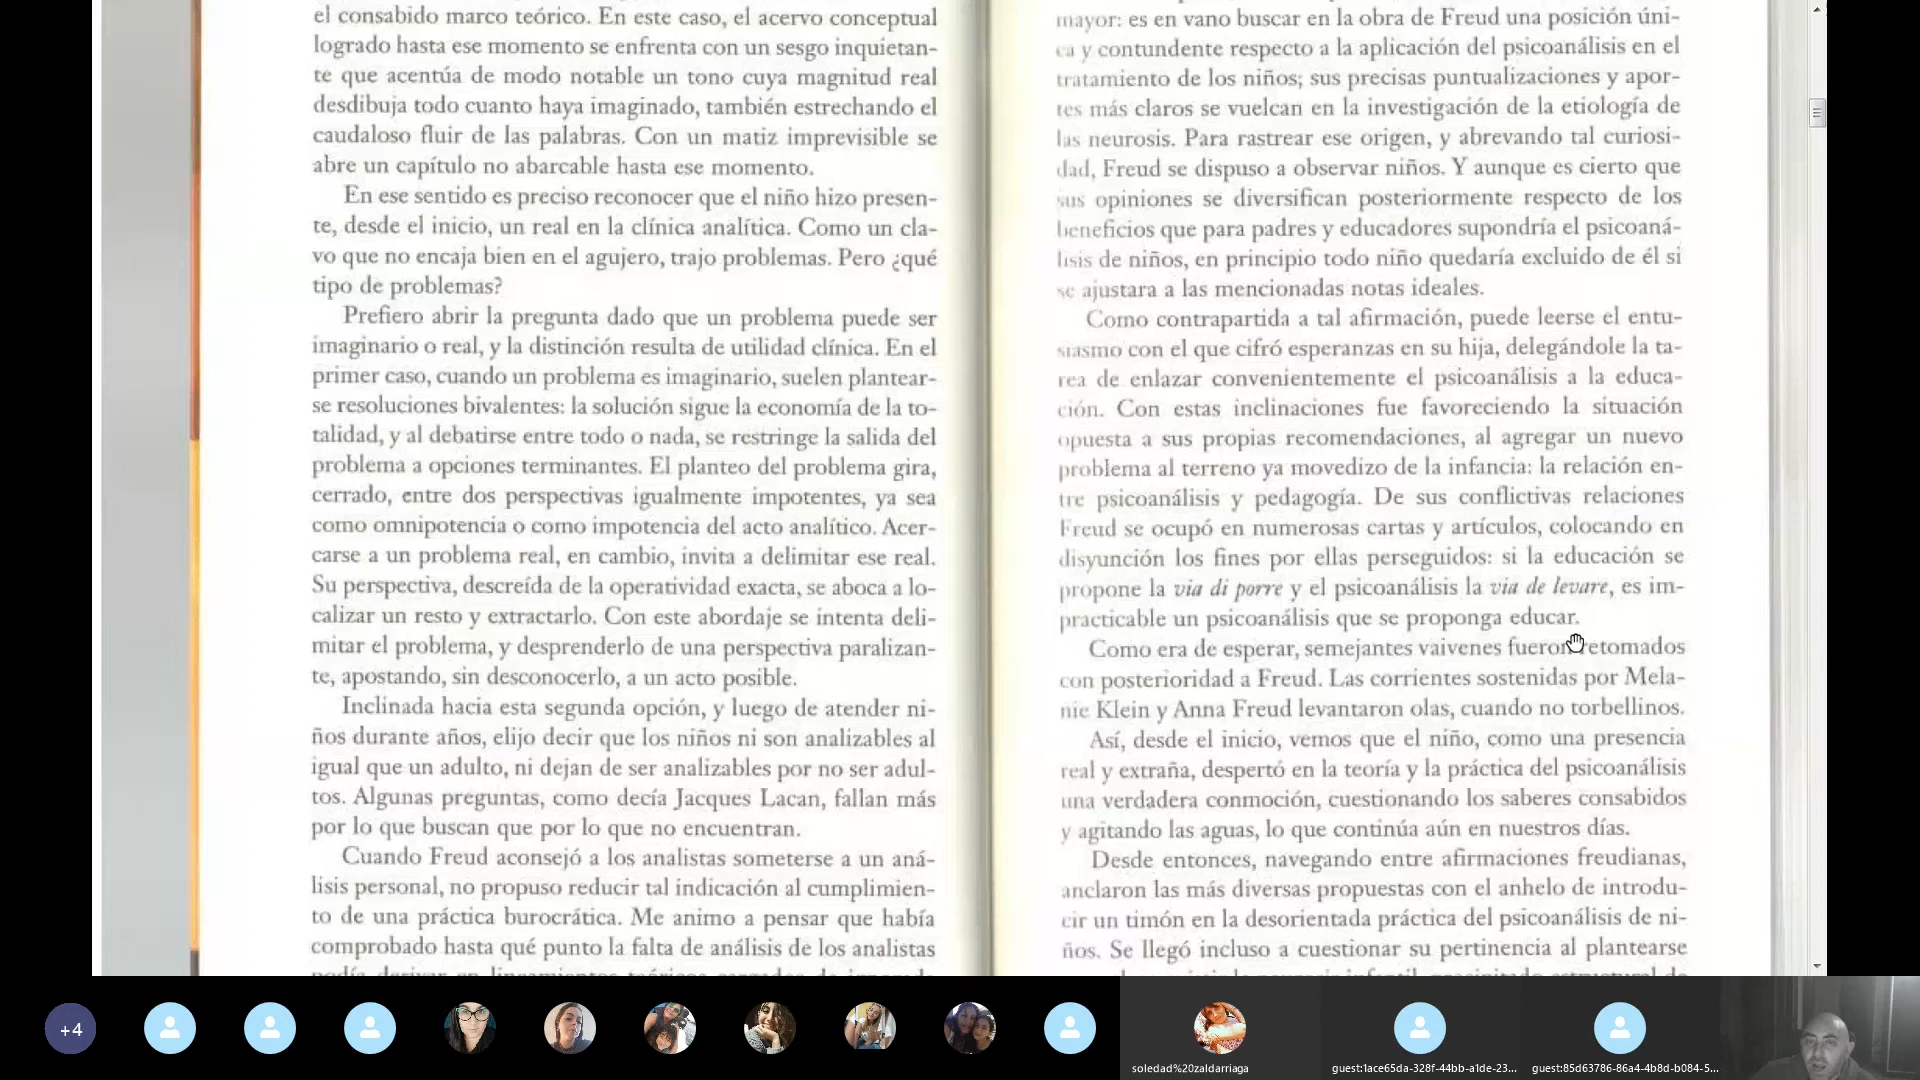 el consabido marco teórico. En este caso, el acervo conceptual
logrado hasta ese momento se enfrenta con un sesgo inquietan-
te que acentúa de modo notable un tono cuya magnitud real
desdibuja todo cuanto haya imaginado, también estrechando el
caudaloso fluir de las palabras. Con un matiz imprevisible se
abre un capítulo no abarcable hasta ese momento.
En ese sentido es preciso reconocer que el niño hizo presen-
te, desde el inicio, un real en la clínica analítica. Como un cla-
vo que no encaja bien en el agujero, trajo problemas. Pero ¿qué
tipo de problemas?
Prefiero abrir la pregunta dado que un problema puede ser
imaginario o real, y la distinción resulta de utilidad clínica. En el
primer caso, cuando un problema es imaginario, suelen plantear-
se resoluciones bivalentes: la solución sigue la economía de la to-
talidad, y al debatirse entre todo o nada, se restringe la salida del
problema a opciones terminantes. El planteo del problema gira,
cerrado, entre dos perspectivas igualmente impotentes, ya sea
como omnipotencia o como impotencia del acto analítico. Acer-
carse a un problema real, en cambio, invita a delimitar ese real.
Su perspectiva, descreída de la operatividad exacta, se aboca a lo-
calizar un resto y extractarlo. Con este abordaje se intenta deli-
mitar el problema, y desprenderlo de una perspectiva paralizan-
te, apostando, sin desconocerlo, a un acto posible.
Inclinada hacia esta segunda opción, y luego de atender ni-
ños durante años, elijo decir que los niños ni son analizables al
igual que un adulto, ni dejan de ser analizables por no ser adul-
tos. Algunas preguntas, como decía Jacques Lacan, fallan más
por lo que buscan que por lo que no encuentran.
Cuando Freud aconsejó a los analistas someterse a un aná-
lisis personal, no propuso reducir tal indicación al cumplimien-
to de una práctica burocrática. Me animo a pensar que había
comprobado hasta qué punto la falta de análisis de los analistas
mayor: es en vano buscar en la obra de Freud una posición úni-
ca y contundente respecto a la aplicación del psicoanálisis en el
tratamiento de los niños; sus precisas puntualizaciones y apor-
tes más claros se vuelcan en la investigación de la etiología de
las neurosis. Para rastrear ese origen, y abrevando tal curiosi-
dad, Freud se dispuso a observar niños. Y aunque es cierto que
sus opiniones se diversifican posteriormente respecto de los
beneficios que para padres y educadores supondría el psicoaná-
lisis de niños, en principio todo niño quedaría excluido de él si
se ajustara a las mencionadas notas ideales.
Como contrapartida a tal afirmación, puede leerse el entu-
siasmo con el que cifró esperanzas en su hija, delegándole la ta-
rea de enlazar convenientemente el psicoanálisis a la educa-
ción. Con estas inclinaciones fue favoreciendo la situación
opuesta a sus propias recomendaciones, al agregar un nuevo
problema al terreno ya movedizo de la infancia: la relación en-
tre psicoanálisis y pedagogía. De sus conflictivas relaciones
Freud se ocupó en numerosas cartas y artículos, colocando en
disyunción los fines por ellas perseguidos: si la educación se
propone la via di porre y el psicoanálisis la via de levare, es im-
practicable un psicoanálisis que se proponga educar.
Como era de esperar, semejantes vaivenes fueron retomados
con posterioridad a Freud. Las corrientes sostenidas por Mela-
nie Klein y Anna Freud levantaron olas, cuando no torbellinos.
Así, desde el inicio, vemos que el niño, como una presencia
real y extraña, despertó en la teoría y la práctica del psicoanálisis
una verdadera conmoción, cuestionando los saberes consabidos
y agitando las aguas, lo que continúa aún en nuestros días.
Desde entonces, navegando entre afirmaciones freudianas,
anclaron las más diversas propuestas con el anhelo de introdu-
cir un timón en la desorientada práctica del psicoanálisis de ni-
ños. Se llegó incluso a cuestionar su pertinencia al plantearse
+4
soledad%20zaldarriaga
guest:1ace65da-328f-44bb-a1de-23...
guest:85d63786-86a4-4b8d-b084-5...